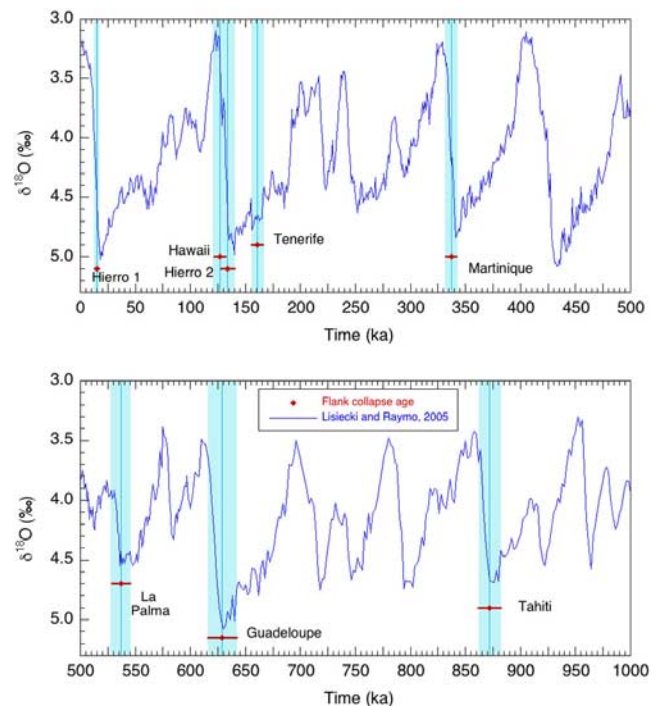 3.0
3.5
4.0
4.5
5.0
δ18O (‰)
Hierro 1
Hawaii
Hierro 2
Tenerife
Martinique
0 50 100 150 200 250 300 350 400 450 500
Time (ka)
3.0
3.5
4.0
4.5
5.0
δ18O (‰)
Flank collapse age
Lisiecki and Raymo, 2005
La
Palma
Guadeloupe
Tahiti
500 550 600 650 700 750 800 850 900 950 1000
Time (ka)